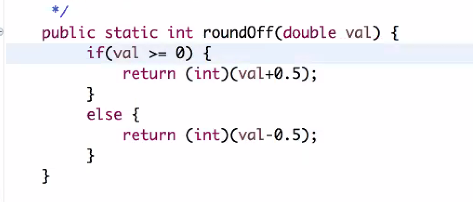 */
public static int roundOff(double val) {
if(val >= 0) {
return (int)(val+0.5);
}
else {
return (int)(val-0.5);
}
}